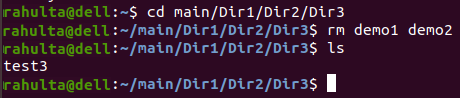 rahulta@dell:~$ cd main/Dir1/Dir2/Dir3
rahulta@dell:~/main/Dir1/Dir2/Dir3$ rm demo1 demo2
rahulta@dell:~/main/Dir1/Dir2/Dir3$ ls
test3
rahulta@dell:~/main/Dir1/Dir2/Dir3$